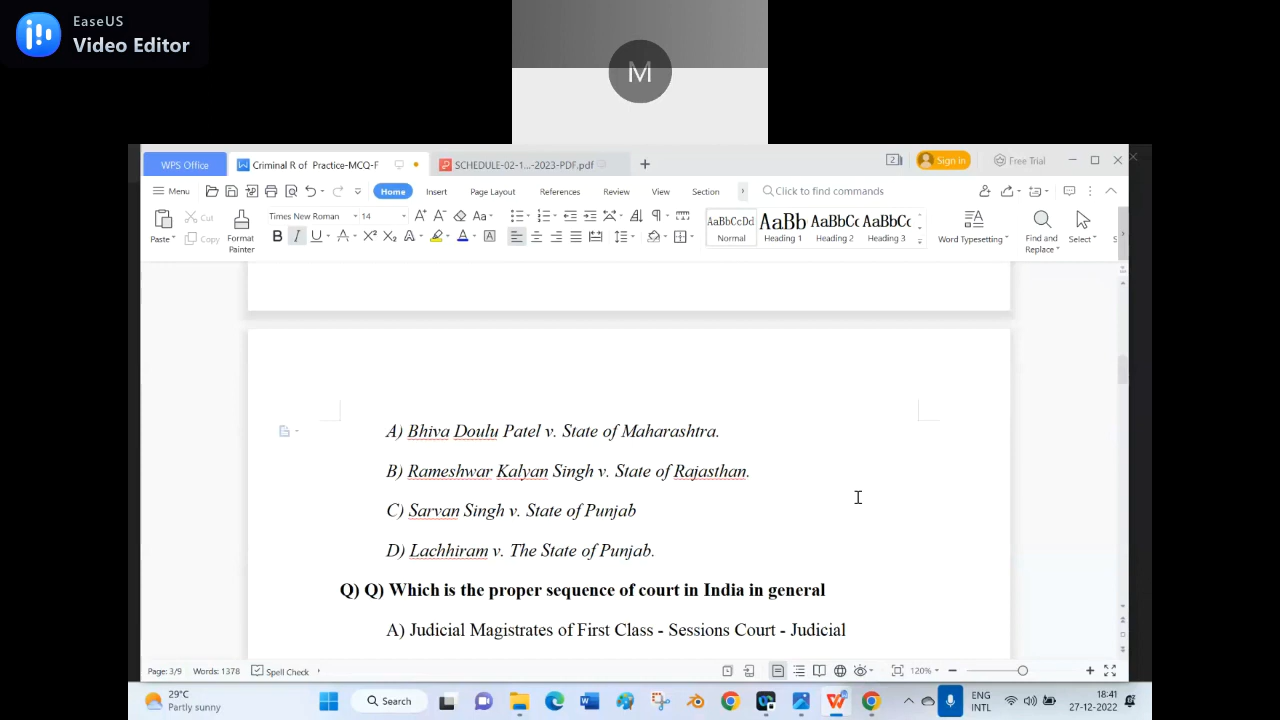 EaseUS
Video Editor
M
WPS Office
Criminal R of Practice-MCQ-F
SCHEDULE-02-1...-2023-PDF.pdf
Sign in
Free Trial
Menu
Home
Insert
Page Layout
References
Review
View
Section
Click to find commands
Paste
Cut
Copy
Format
Painter
Times New Roman
14
AaBbCcDd
Normal
AaBb
Heading 1
AaBbCc
Heading 2
AaBbCc
Heading 3
Word Typesetting
Find and
Replace
Select
A) Bhiva Doulu Patel v. State of Maharashtra.
B) Rameshwar Kalyan Singh v. State of Rajasthan.
C) Sarvan Singh v. State of Punjab
D) Lachhiram v. The State of Punjab.
Q) Q) Which is the proper sequence of court in India in general
A) Judicial Magistrates of First Class - Sessions Court - Judicial
Page: 3/9
Words: 1378
Spell Check
120%
29°C
Partly sunny
Search
ENG
INTL
18:41
27-12-2022